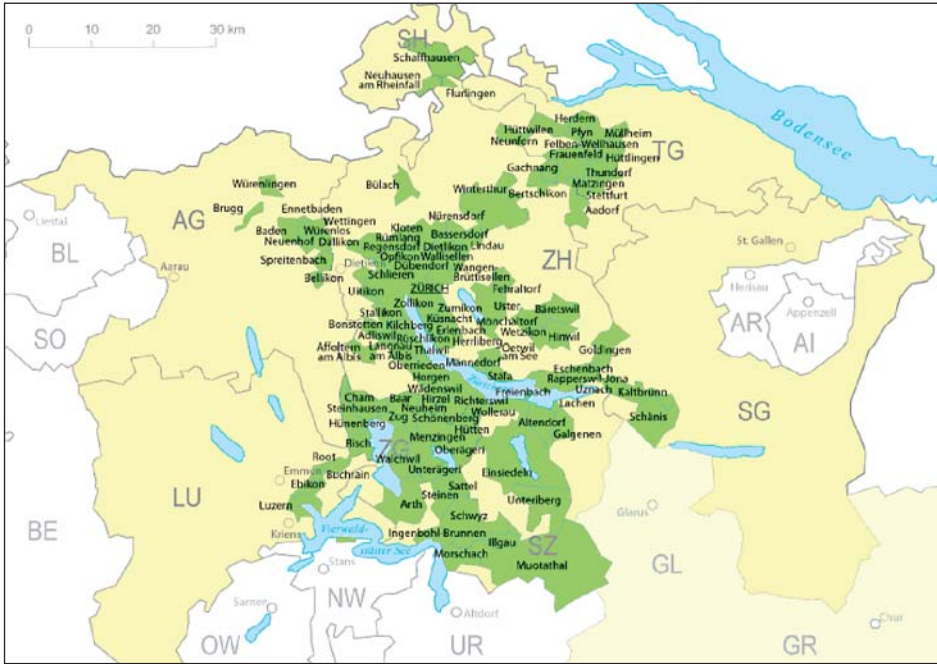 SH
Schaffhausen
Neuhausen
am Rheinfall
Flurlingen
0 10 20 30 km
Bodensee
Herdern
Hüttwilen
Pfyn
Müllheim
Neunforn
Felben-Wellhausen
TG
Frauenfeld
Hüttlingen
Gachnang
Thundorf
Matzingen
Stettfurt
Aadorf
Würenlingen
Bülach
Winterthur
Bertschikon
Brugg
Ennetbaden
AG
Wettingen
Nürensdorf
Liestal
Baden
Würenlos
Kloten
Bassersdorf
Neuenhof
Dällikon
Rümlang
BL
Regensdorf
Dietlikon
Lindau
St. Gallen
Spreitenbach
Opfikon
Wallisellen
ZH
Aarau
Dietikon
Dübendorf
Wangen-
Brüttisellen
Bellikon
Schlieren
Herisau
Fehraltorf
Uitikon
ZÜRICH
Appenzell
Zollikon
Zumikon
Uster
Bäretswil
AR
AI
Stallikon
Küsnacht
Mönchaltorf
SO
Bonstetten
Kilchberg
Erlenbach
Wetzikon
Hinwil
Adliswil
Rüschlikon
Herrliberg
Oetwil
am See
Affoltern
am Albis
Langnau
am Albis
Thalwil
Goldingen
Oberrieden
Männedorf
Eschenbach
Horgen
Stäfa
Rapperswil-Jona
Zürichsee
Freienbach
Uznach
Kaltbrunn
Wädenswil
Cham
Baar
Hirzel
Richterswil
Lachen
Steinhausen
Neuheim
Wollerau
Schänis
SG
Hünenberg
Zug
Schönenberg
Altendorf
Hütten
Galgenen
Risch
ZG
Menzingen
Oberägeri
Root
Walchwil
Emmen
Buchrain
Unterägeri
Einsiedeln
Ebikon
LU
Sattel
Luzern
Steinen
Unteriberg
Arth
Glarus
BE
Kriens
Vierwald-
stätter See
Schwyz
Ingenbohl-Brunnen
Illgau
SZ
Morschach
Muotathal
GL
Stans
NW
Sarnen
Altdorf
Chur
OW
UR
GR